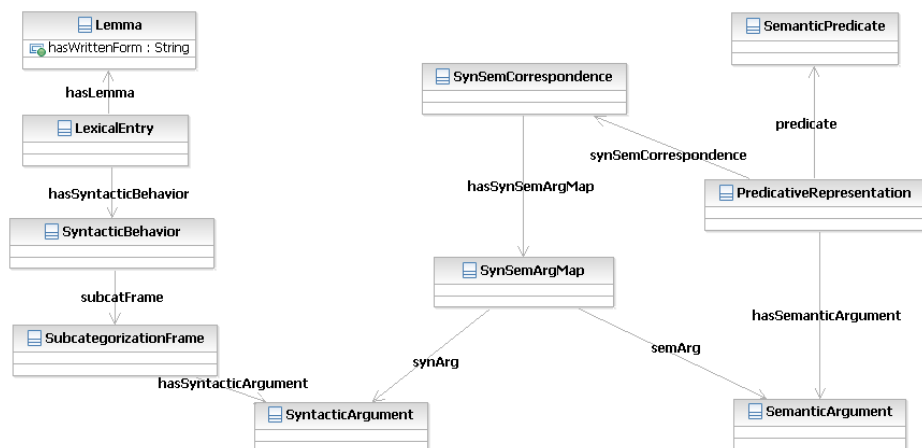 Lemma
SemanticPredicate
hasWrittenForm : String
SynSemCorrespondence
hasLemma
LexicalEntry
predicate
synSemCorrespondence
hasSynSemArgMap
hasSyntacticBehavior
PredicativeRepresentation
SyntacticBehavior
SynSemArgMap
subcatFrame
hasSemanticArgument
SubcategorizationFrame
semArg
synArg
hasSyntacticArgument
SyntacticArgument
SemanticArgument